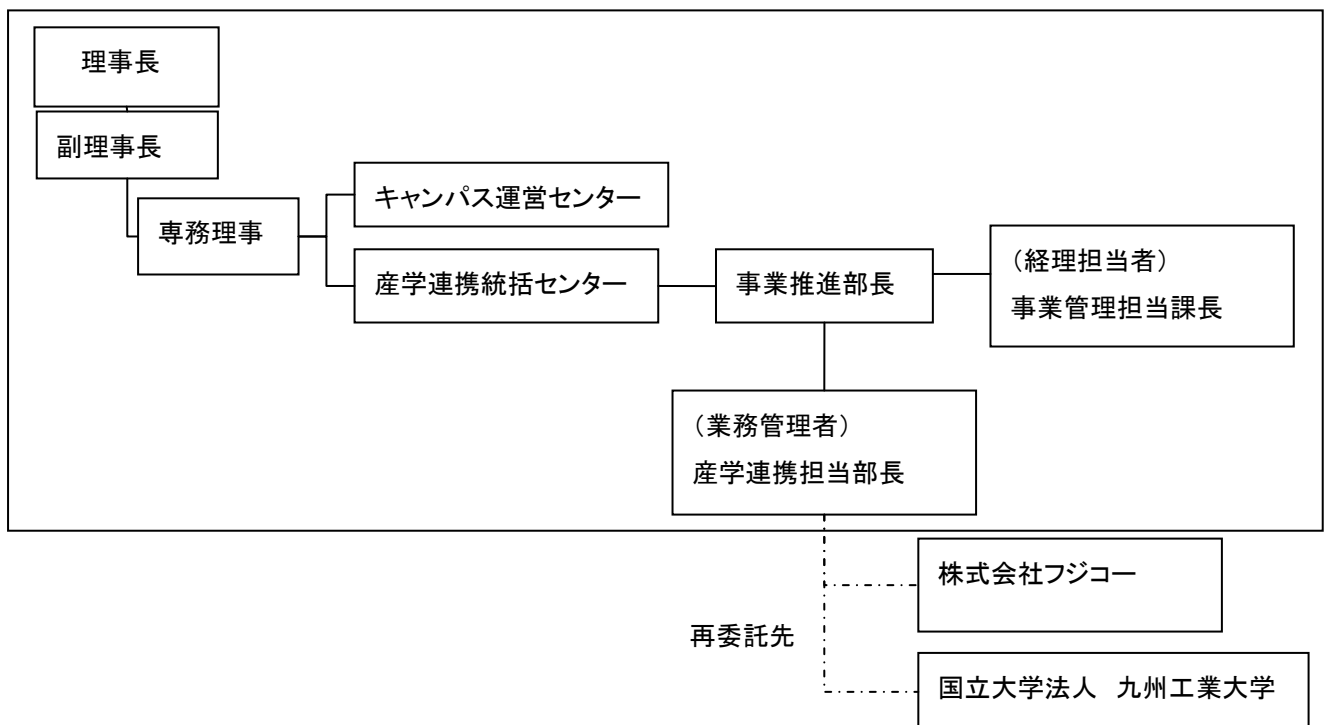 理事長
副理事長
専務理事
キャンパス運営センター
産学連携統括センター
事業推進部長
（経理担当者）
事業管理担当課長
（業務管理者）
産学連携担当部長
株式会社フジコー
再委託先
国立大学法人　九州工業大学